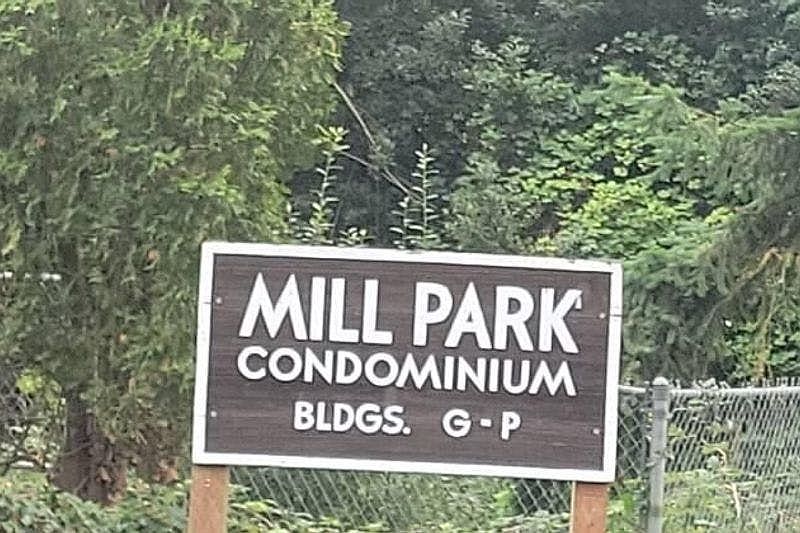 MILL PARK
CONDOMINIUM
BLDGS. G-P